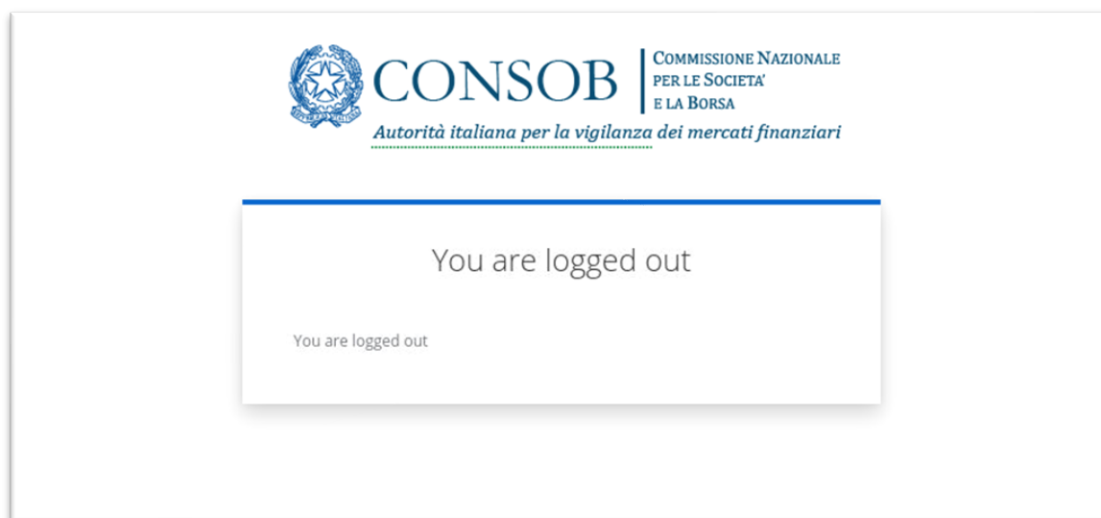 CONSOB
COMMISSIONE NAZIONALE
PER LE SOCIETA'
E LA BORSA
Autorità italiana per la vigilanza dei mercati finanziari
You are logged out
You are logged out